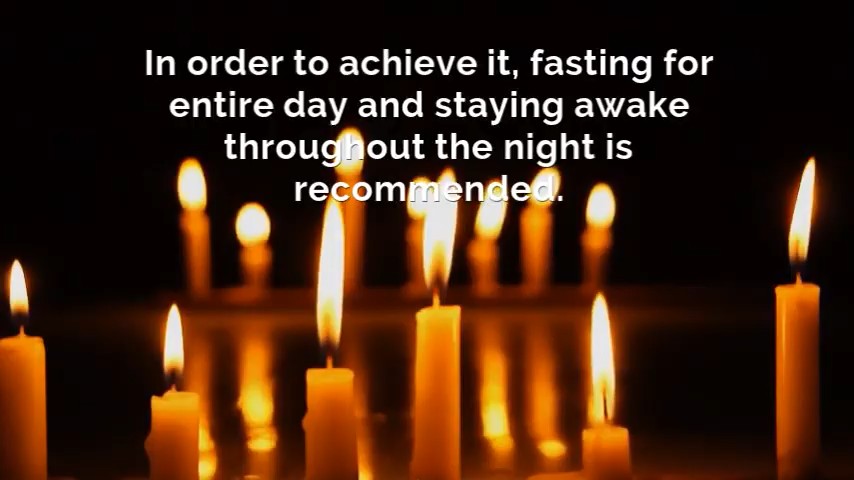 In order to achieve it, fasting for
entire day and staying awake
throughout the night is
recommended.